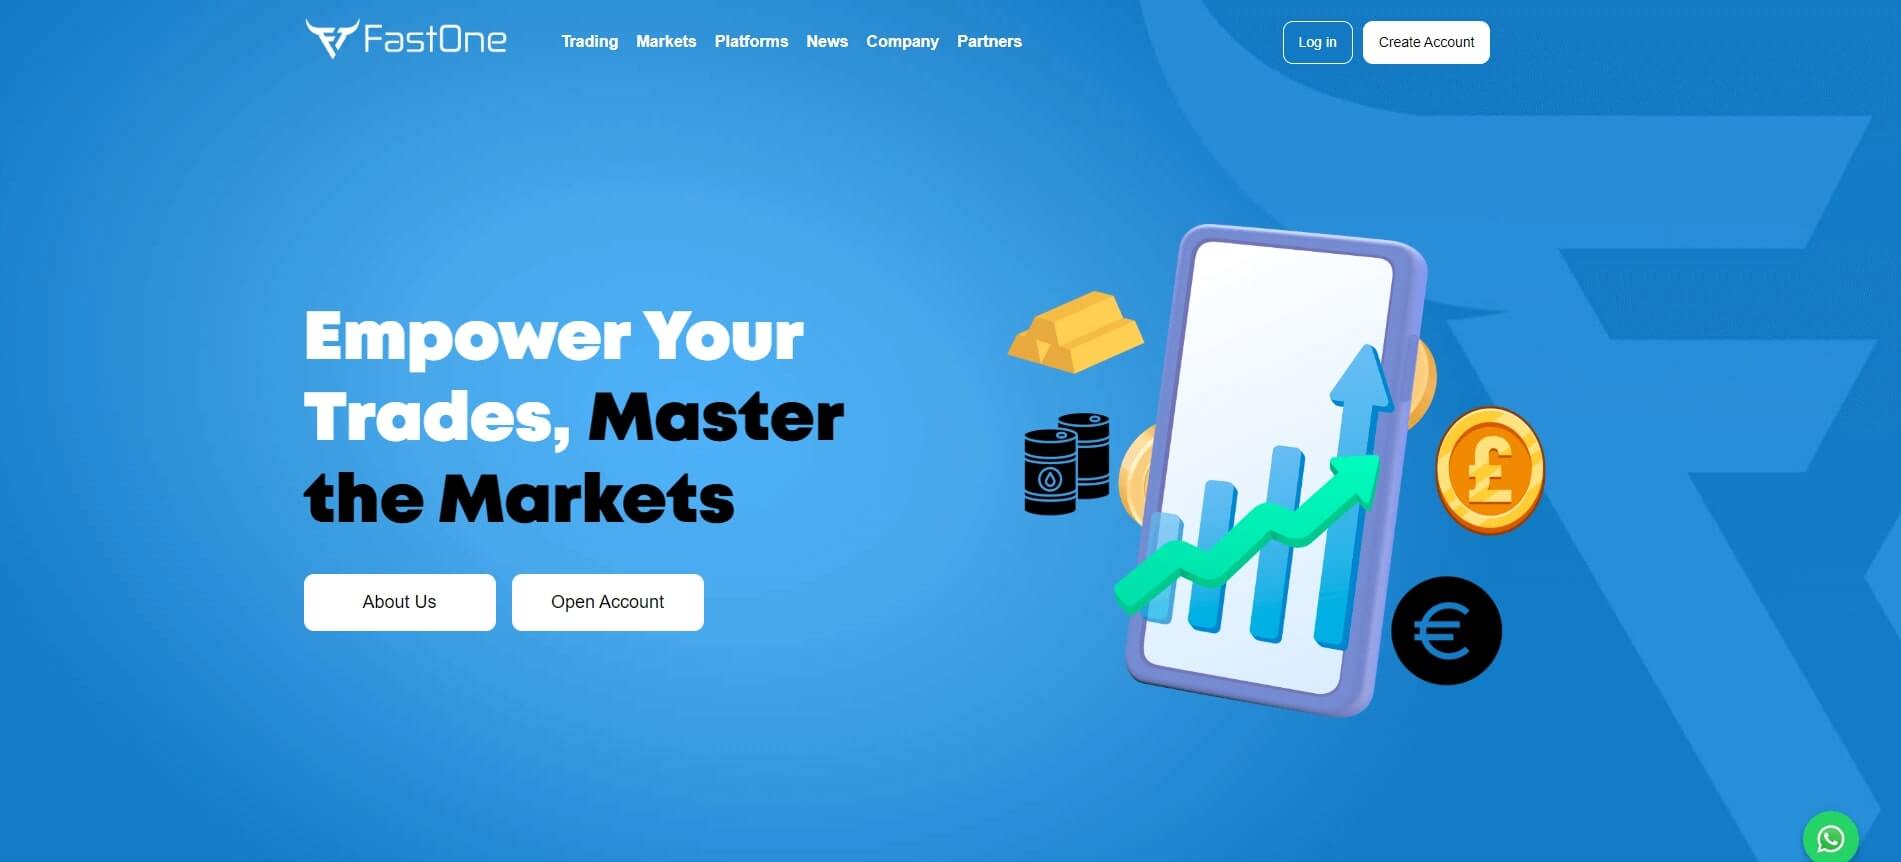 FastOne
Trading Markets Platforms News Company Partners
Log in
Create Account
Empower Your
Trades, Master
the Markets
About Us
Open Account
£
€